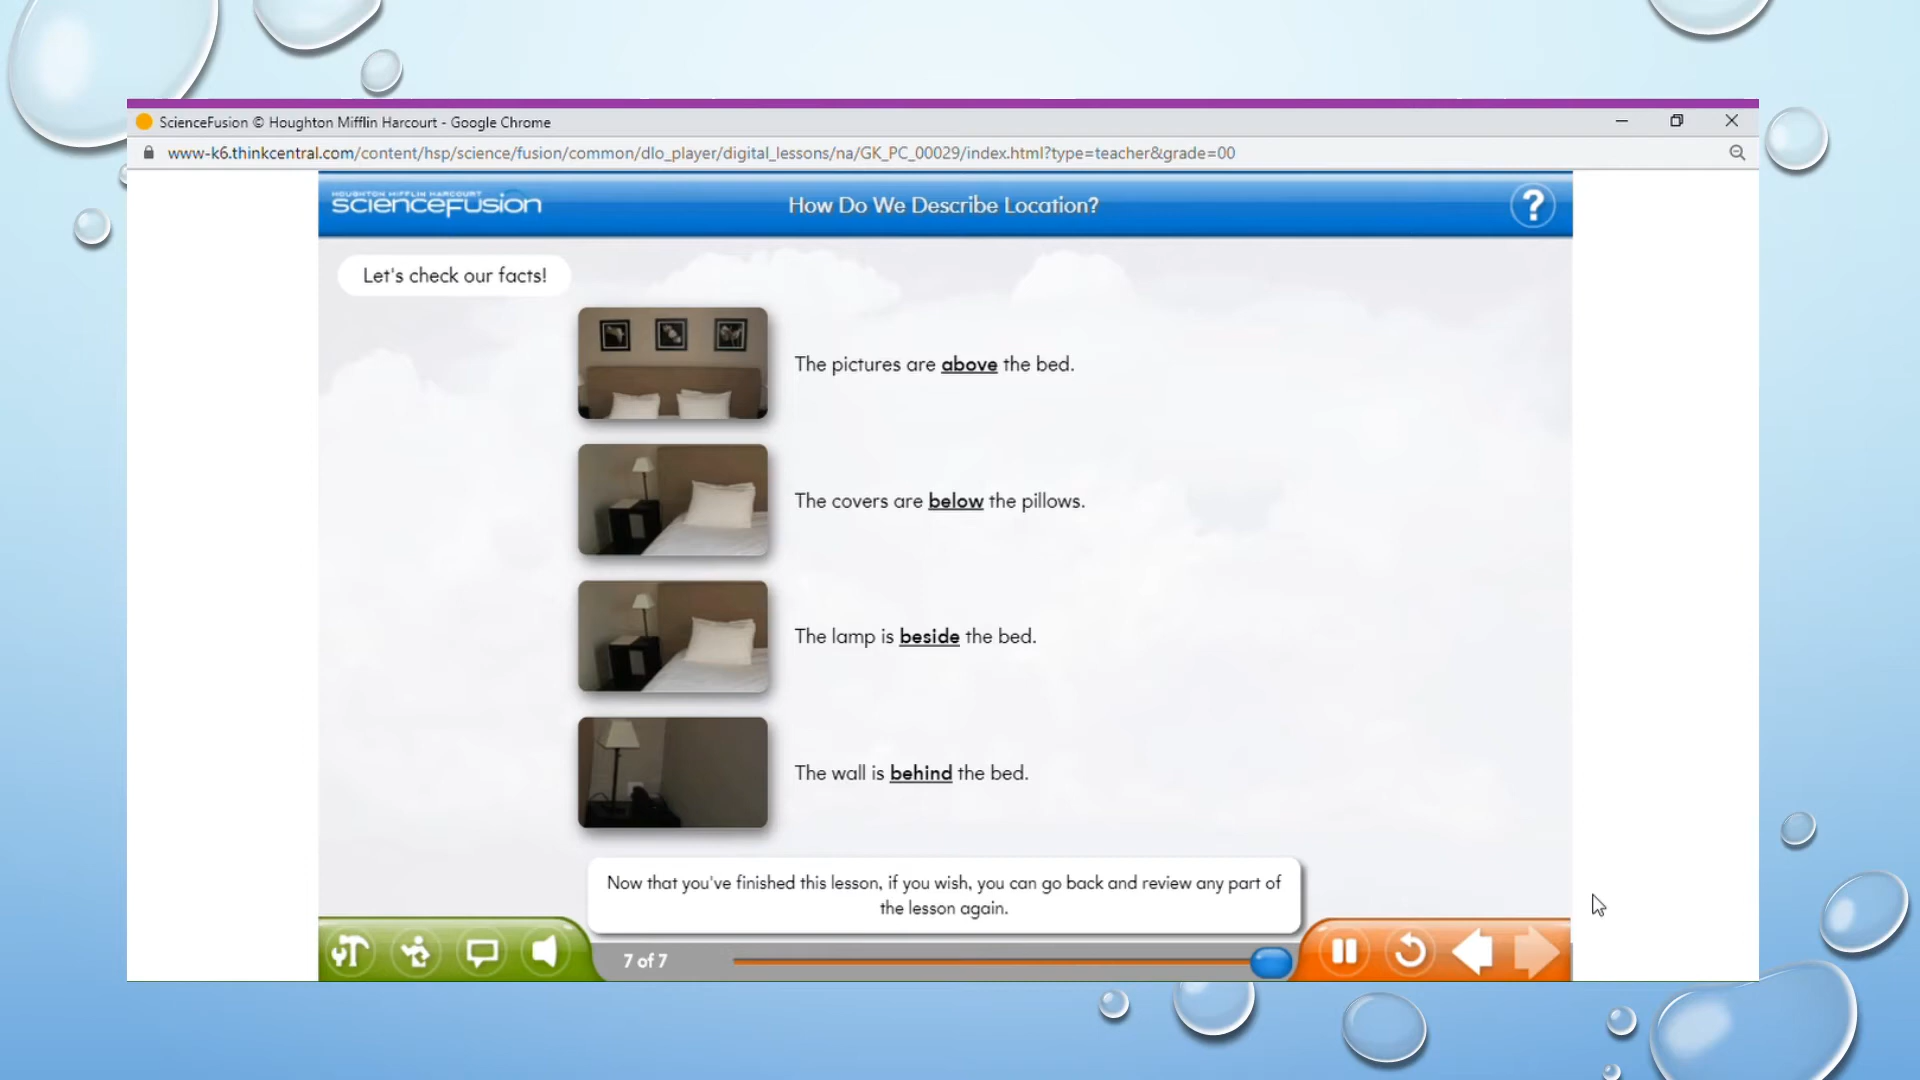 ScienceFusion © Houghton Mifflin Harcourt - Google Chrome
www-k6.thinkcentral.com/content/hsp/science/fusion/common/dlo_player/digital_lessons/na/GK_PC_00029/index.html?type=teacher&grade=00
HOUGHTON MIFFLIN HARCOURT
SCIENCEFUSION
How Do We Describe Location?
?
Let's check our facts!
The pictures are above the bed.
The covers are below the pillows.
The lamp is beside the bed.
The wall is behind the bed.
Now that you've finished this lesson, if you wish, you can go back and review any part of
the lesson again.
7 of 7